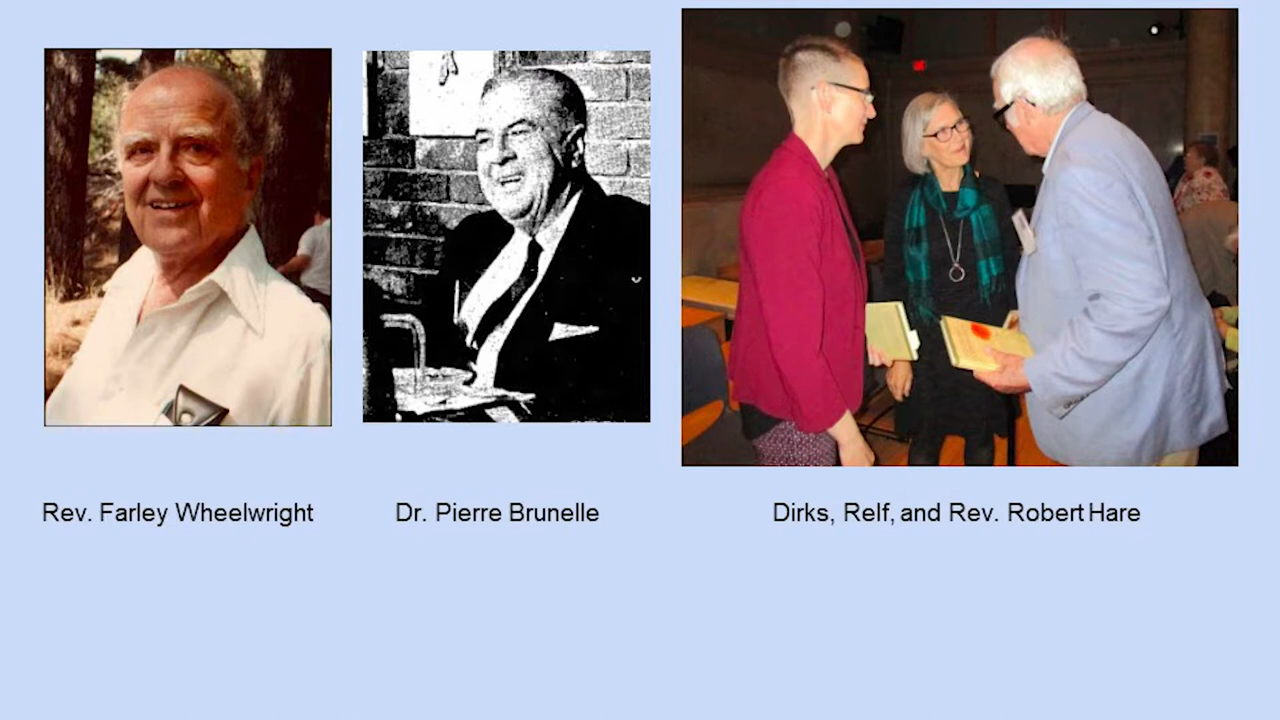 Rev. Farley Wheelwright
Dr. Pierre Brunelle
Dirks, Relf, and Rev. Robert Hare